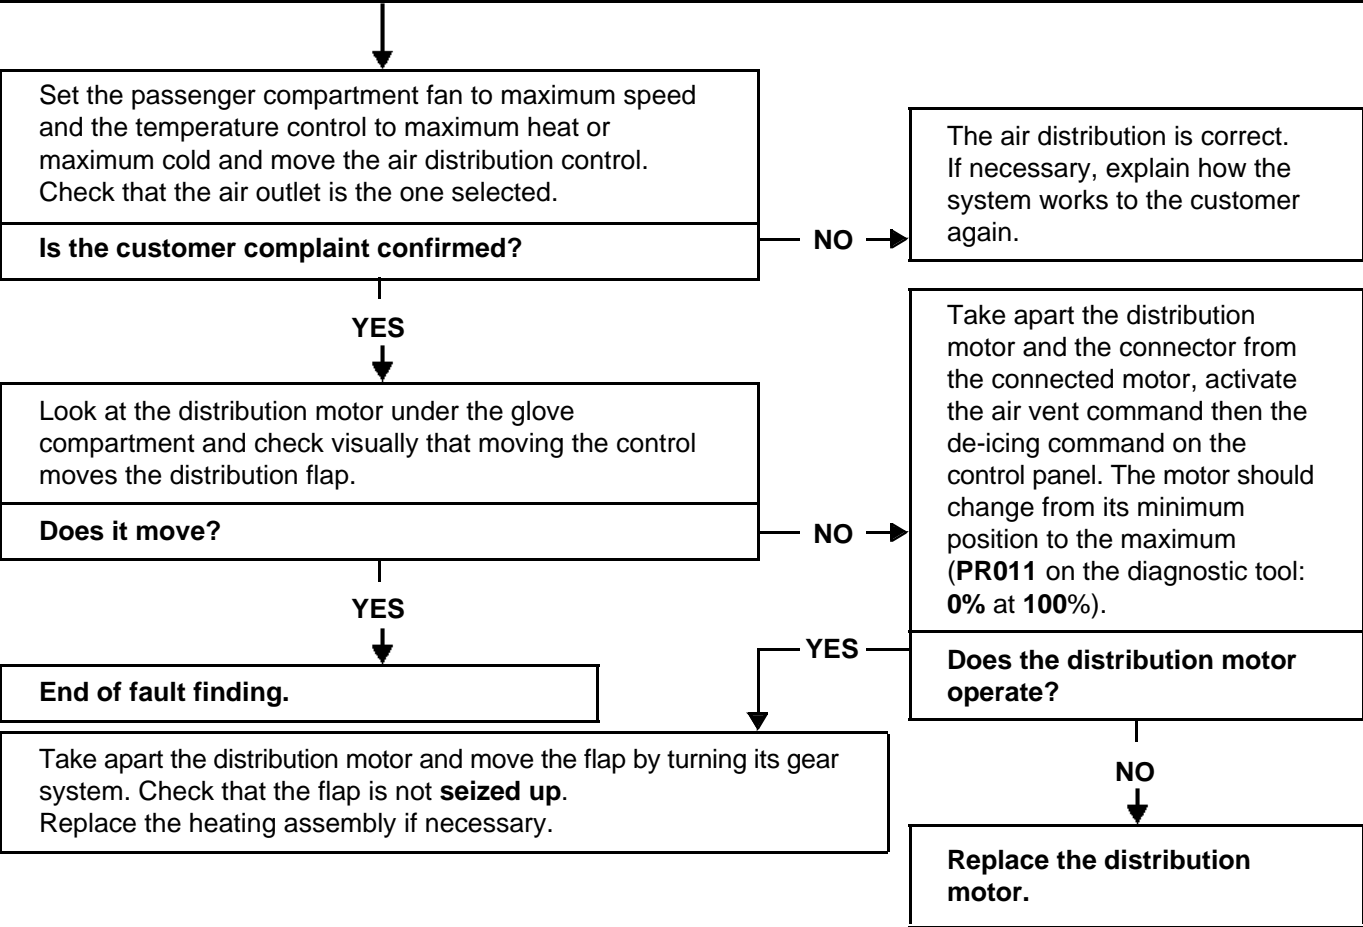 Set the passenger compartment fan to maximum speed
and the temperature control to maximum heat or
maximum cold and move the air distribution control.
Check that the air outlet is the one selected.
Is the customer complaint confirmed?
NO
The air distribution is correct.
If necessary, explain how the
system works to the customer
again.
YES
Look at the distribution motor under the glove
compartment and check visually that moving the control
moves the distribution flap.
Does it move?
NO
Take apart the distribution
motor and the connector from
the connected motor, activate
the air vent command then the
de-icing command on the
control panel. The motor should
change from its minimum
position to the maximum
(PR011 on the diagnostic tool:
0% at 100%).
Does the distribution motor
operate?
YES
End of fault finding.
YES
Take apart the distribution motor and move the flap by turning its gear
system. Check that the flap is not seized up.
Replace the heating assembly if necessary.
NO
Replace the distribution
motor.